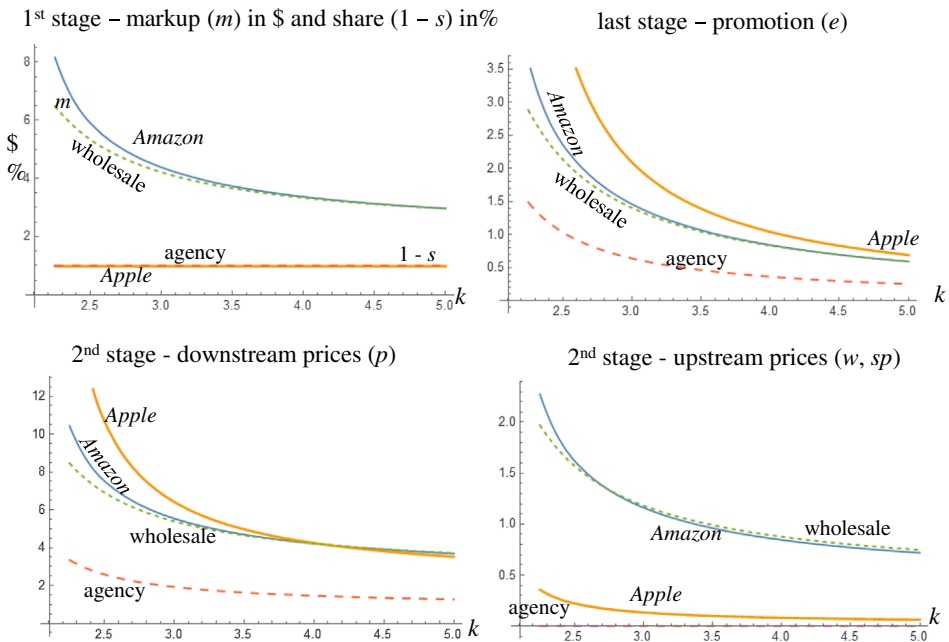 1st stage – markup (m) in $ and share (1 – s) in%
8
6
4
2
$
%
m
Amazon
wholesale
agency
1 - s
Apple
2.5
3.0
3.5
4.0
4.5
5.0
k
last stage – promotion (e)
3.5
3.0
2.5
2.0
1.5
1.0
0.5
Amazon
wholesale
agency
Apple
2.5
3.0
3.5
4.0
4.5
5.0
k
2nd stage - downstream prices (p)
12
10
8
6
4
2
Apple
Amazon
wholesale
agency
2.5
3.0
3.5
4.0
4.5
5.0
k
2nd stage - upstream prices (w, sp)
2.0
1.5
1.0
0.5
Amazon
wholesale
Apple
agency
2.5
3.0
3.5
4.0
4.5
5.0
k